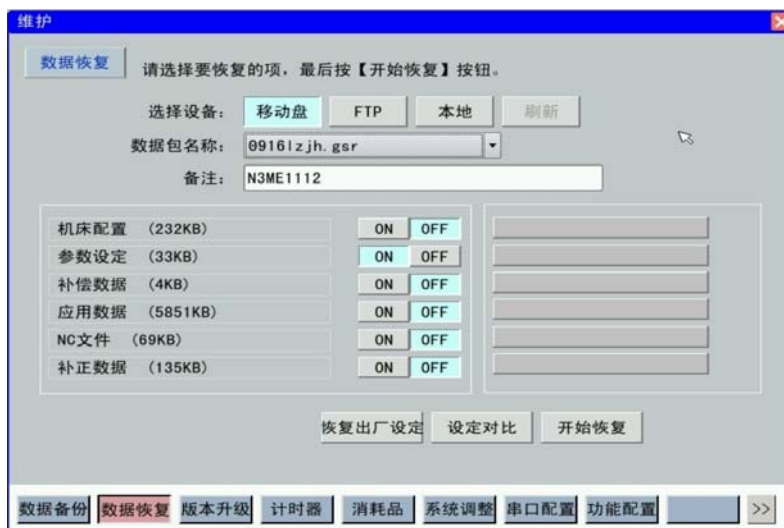 维护
数据恢复 请选择要恢复的项，最后按【开始恢复】按钮。
选择设备： 移动盘 FTP 本地 刷新
数据包名称： 0916lzjh.gsr
备注： N3ME1112
机床配置 (232KB) ON OFF
参数设定 (33KB) ON OFF
补偿数据 (4KB) ON OFF
应用数据 (5851KB) ON OFF
NC文件 (69KB) ON OFF
补正数据 (135KB) ON OFF
恢复出厂设定 设定对比 开始恢复
数据备份 数据恢复 版本升级 计时器 消耗品 系统调整 串口配置 功能配置 >>